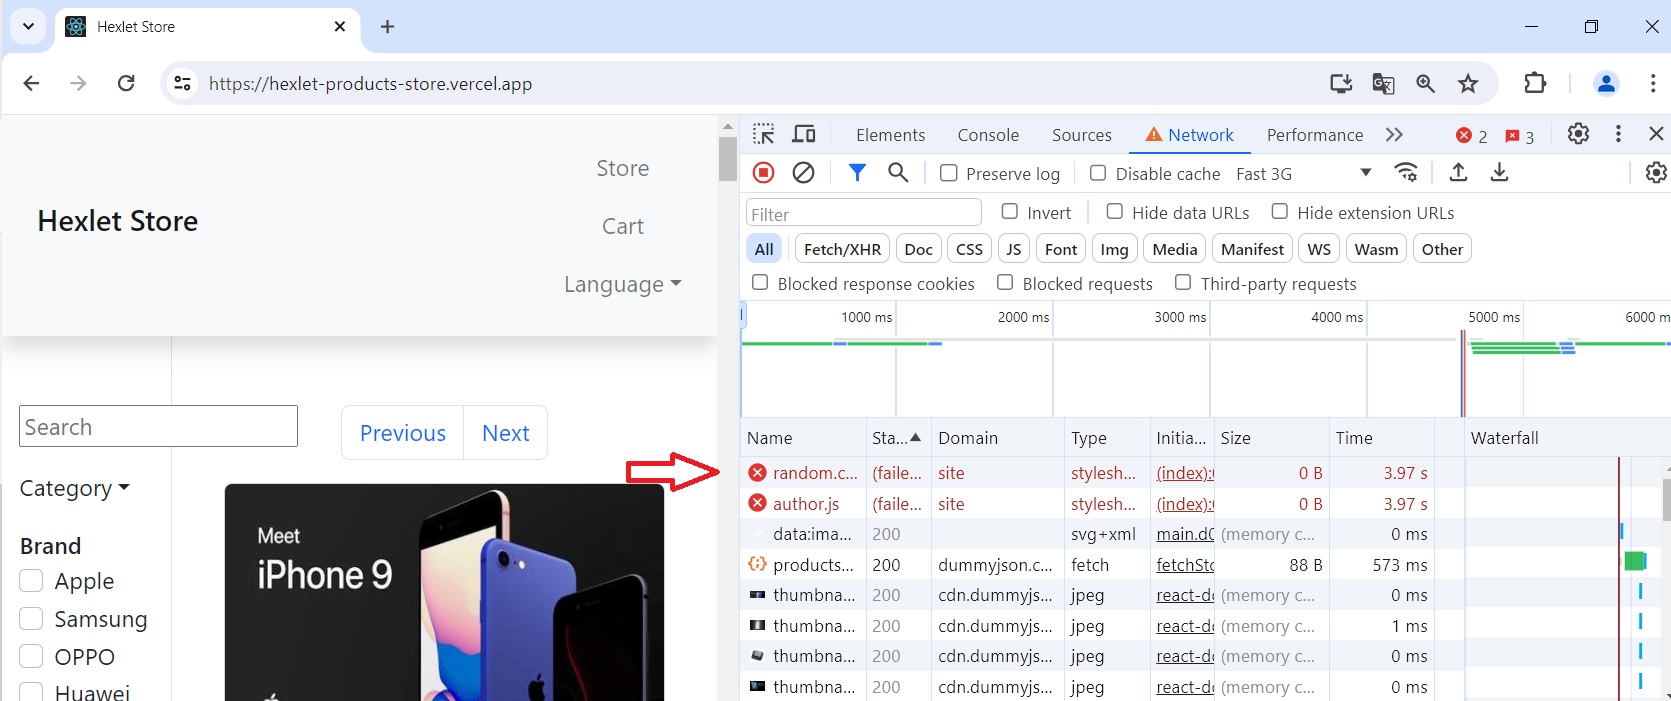 Hexlet Store
https://hexlet-products-store.vercel.app
Store
Hexlet Store
Cart
Language
Search
Previous
Next
Category
Brand
Apple
Samsung
OPPO
Huawei
Meet
iPhone 9
Elements Console Sources Network Performance 2 3
Preserve log Disable cache Fast 3G
Filter Invert Hide data URLs Hide extension URLs
All Fetch/XHR Doc CSS JS Font Img Media Manifest WS Wasm Other
Blocked response cookies Blocked requests Third-party requests
1000 ms 2000 ms 3000 ms 4000 ms 5000 ms 6000 m
Name Sta... Domain Type Initia... Size Time Waterfall
random.c... (faile... site stylesh... (index):0 0 B 3.97 s
author.js (faile... site stylesh... (index):0 0 B 3.97 s
data:ima... 200 svg+xml main.d0 (memory c... 0 ms
products... 200 dummyjson.c... fetch fetchSto 88 B 573 ms
thumbna... 200 cdn.dummyjs... jpeg react-do (memory c... 0 ms
thumbna... 200 cdn.dummyjs... jpeg react-do (memory c... 1 ms
thumbna... 200 cdn.dummyjs... jpeg react-do (memory c... 0 ms
thumbna... 200 cdn.dummyjs... jpeg react-do (memory c... 0 ms